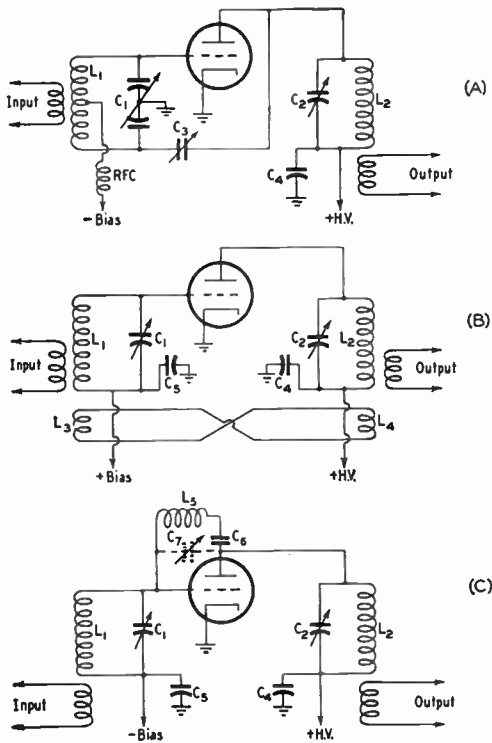 (A)
L1
Input
C1
C3
C2
L2
C4
RFC
-Bias
+H.V.
Output
(B)
L1
Input
C1
C5
C2
L2
C4
Output
L3
L4
+Bias
+H.V.
(C)
L5
C7
C6
L1
C1
C2
L2
C5
C4
Input
-Bias
+H.V.
Output